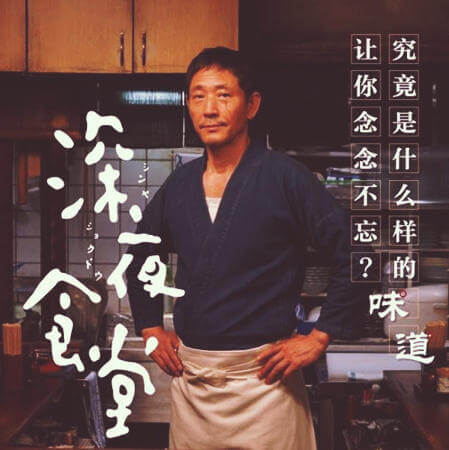 究竟是什么样的
味道
让你念念不忘？
深夜
シンヤ
食堂
ショクドウ